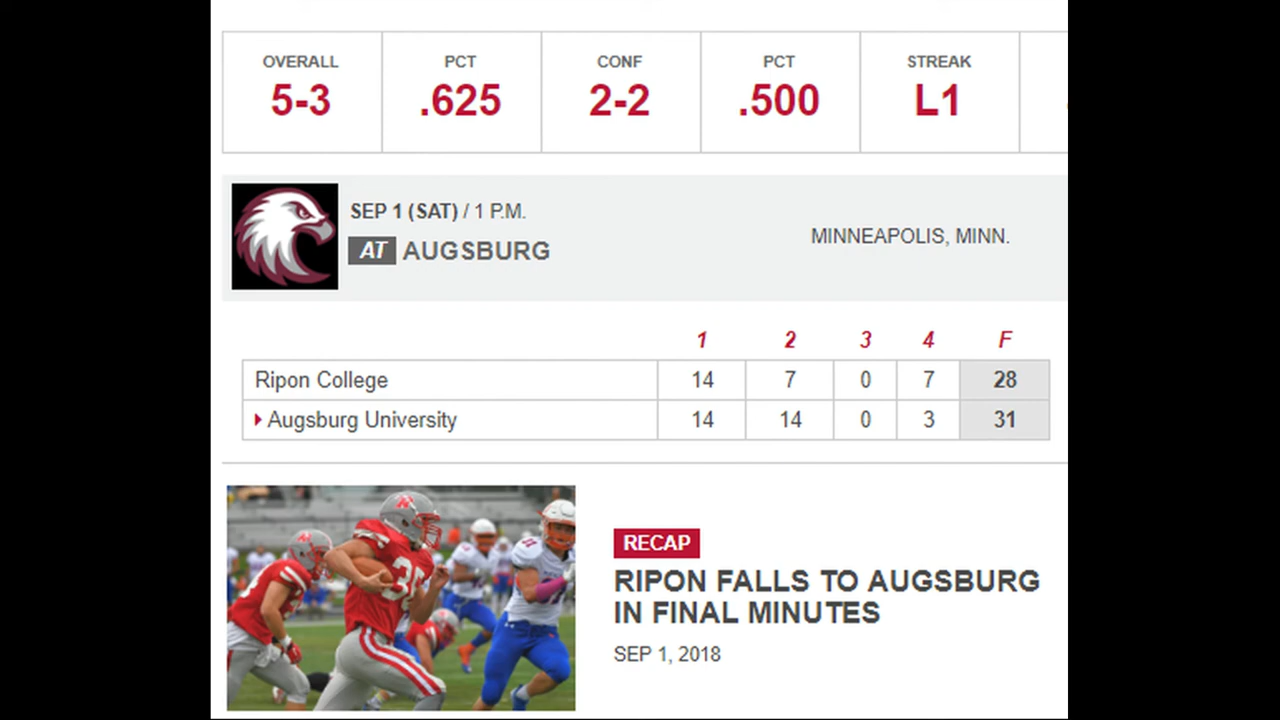 OVERALL PCT CONF PCT STREAK
5-3 .625 2-2 .500 L1
SEP 1 (SAT) / 1 P.M.
AT AUGSBURG
MINNEAPOLIS, MINN.
1 2 3 4 F
Ripon College 14 7 0 7 28
Augsburg University 14 14 0 3 31
RECAP
RIPON FALLS TO AUGSBURG
IN FINAL MINUTES
SEP 1, 2018